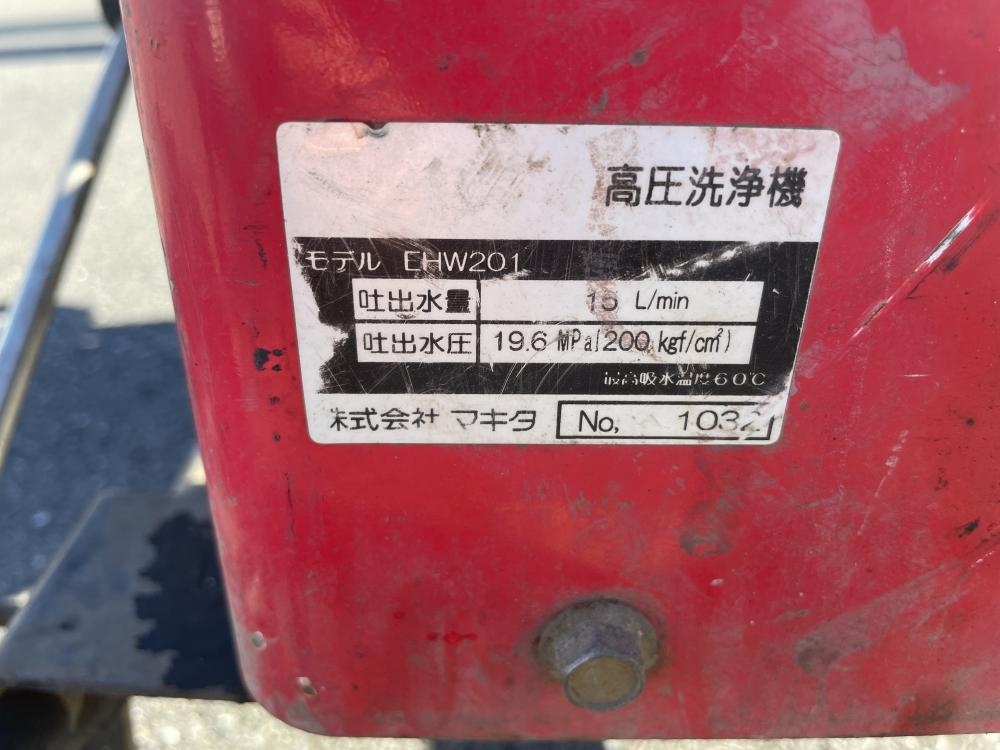 高圧洗浄機
モデル EHW201
吐出水量 15 L/min
吐出水圧 19.6 MPa(200 kgf/cm²)
最高吸水温度60℃
株式会社 マキタ No. 1032